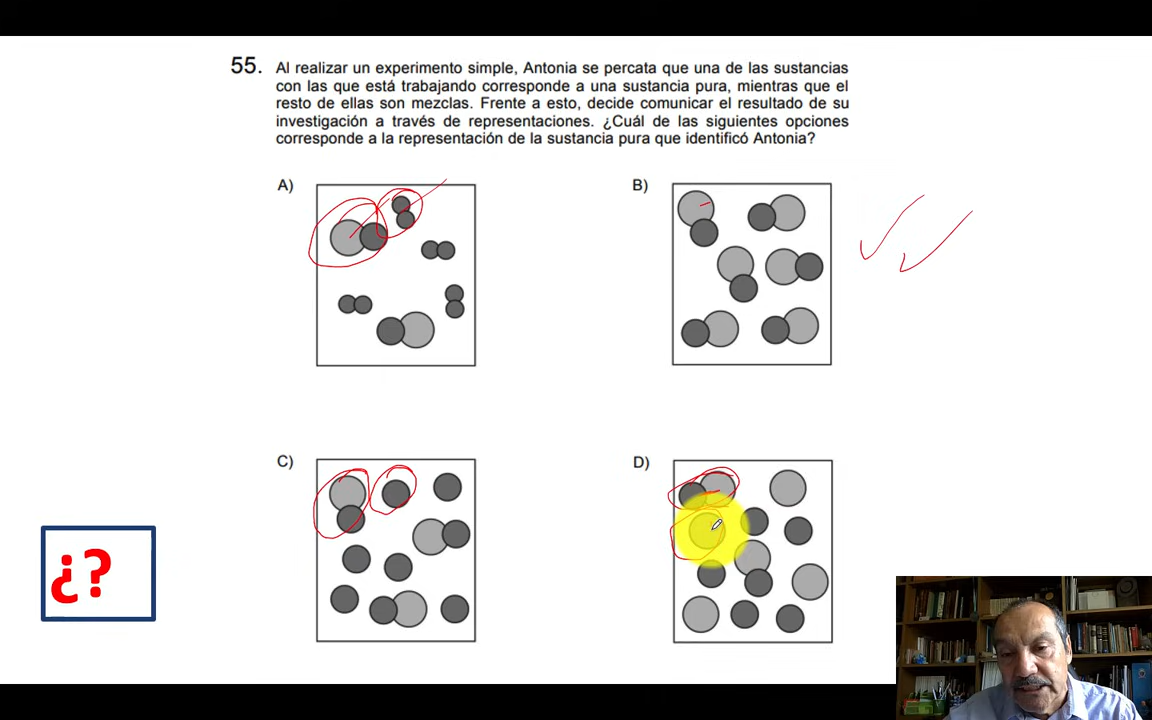 55. Al realizar un experimento simple, Antonia se percata que una de las sustancias
con las que está trabajando corresponde a una sustancia pura, mientras que el
resto de ellas son mezclas. Frente a esto, decide comunicar el resultado de su
investigación a través de representaciones. ¿Cuál de las siguientes opciones
corresponde a la representación de la sustancia pura que identificó Antonia?
A)
B)
C)
D)
¿?